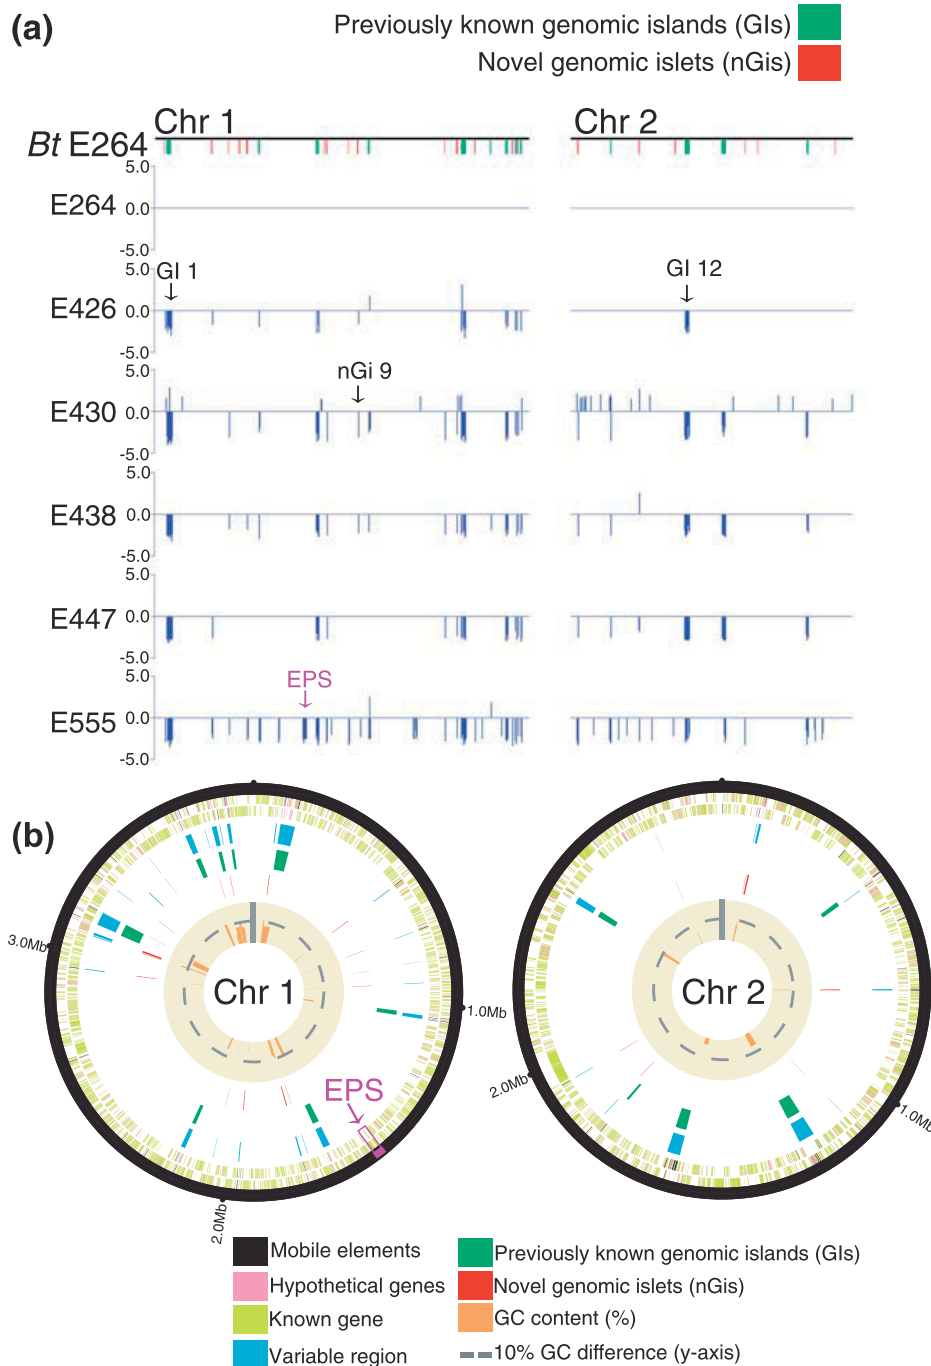 (a)
Previously known genomic islands (GIs)
Novel genomic islets (nGis)
Chr 1
Chr 2
Bt E264
5.0
E264
0.0
-5.0
5.0
GI 1
GI 12
E426
0.0
-5.0
5.0
nGi 9
E430
0.0
-5.0
5.0
E438
0.0
-5.0
5.0
E447
0.0
-5.0
5.0
EPS
E555
0.0
-5.0
(b)
3.0Mb
Chr 1
1.0Mb
EPS
2.0Mb
Chr 2
2.0Mb
1.0Mb
Mobile elements
Hypothetical genes
Known gene
Variable region
Previously known genomic islands (GIs)
Novel genomic islets (nGis)
GC content (%)
10% GC difference (y-axis)